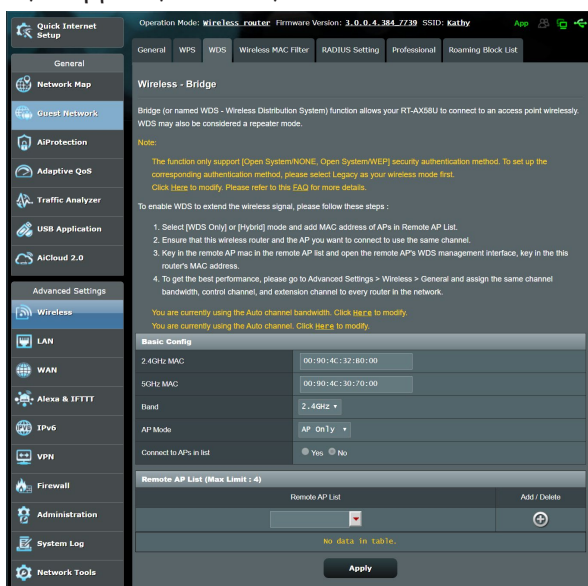 Quick Internet
Setup
General
Network Map
Guest Network
AiProtection
Adaptive QoS
Traffic Analyzer
USB Application
AiCloud 2.0
Advanced Settings
Wireless
LAN
WAN
Alexa & IFTTT
IPv6
VPN
Firewall
Administration
System Log
Network Tools
Operation Mode: Wireless router Firmware Version: 3.0.0.4.384_7739 SSID: Kathy App
General WPS WDS Wireless MAC Filter RADIUS Setting Professional Roaming Block List
Wireless - Bridge
Bridge (or named WDS - Wireless Distribution System) function allows your RT-AX58U to connect to an access point wirelessly.
WDS may also be considered a repeater mode.
Note:
The function only support [Open System/NONE, Open System/WEP] security authentication method. To set up the
corresponding authentication method, please select Legacy as your wireless mode
first.
Click Here to modify. Please refer to this FAQ for more details.
To enable WDS to extend the wireless signal, please follow these steps :
1. Select [WDS Only] or [Hybrid] mode and add MAC address of APs in Remote AP List.
2. Ensure that this wireless router and the AP you want to connect to use the same channel.
3. Key in the remote AP mac in the remote AP list and open the remote AP's WDS management interface, key in the this
router's MAC address.
4. To get the best performance, please go to Advanced Settings > Wireless > General and assign the same channel
bandwidth, control channel, and extension channel to every router in the network.
You are currently using the Auto channel bandwidth. Click Here to modify.
You are currently using the Auto channel. Click Here to modify.
Basic Config
2.4GHz MAC 00:90:4C:32:B0:00
5GHz MAC 00:90:4C:30:70:00
Band 2.4GHz
AP Mode AP Only
Connect to APs in list Yes No
Remote AP List (Max Limit : 4)
Remote AP List Add / Delete
No data in table.
Apply